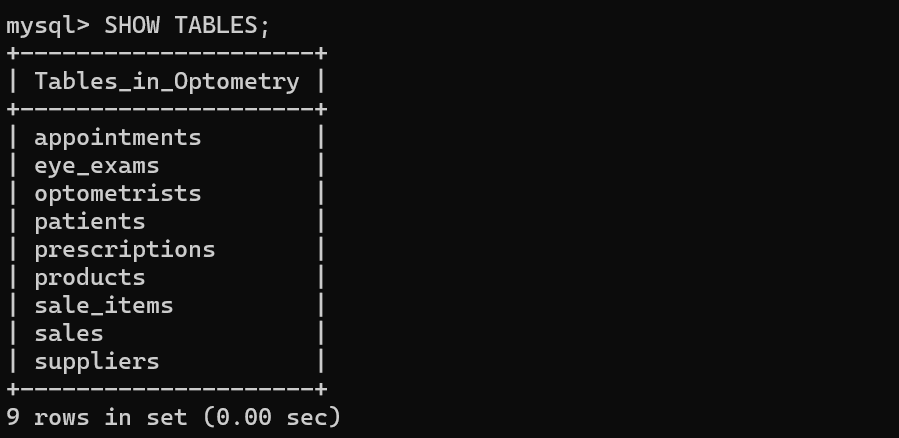 mysql> SHOW TABLES;
+---------------------+
| Tables_in_Optometry |
+---------------------+
| appointments        |
| eye_exams           |
| optometrists        |
| patients            |
| prescriptions       |
| products            |
| sale_items          |
| sales               |
| suppliers           |
+---------------------+
9 rows in set (0.00 sec)